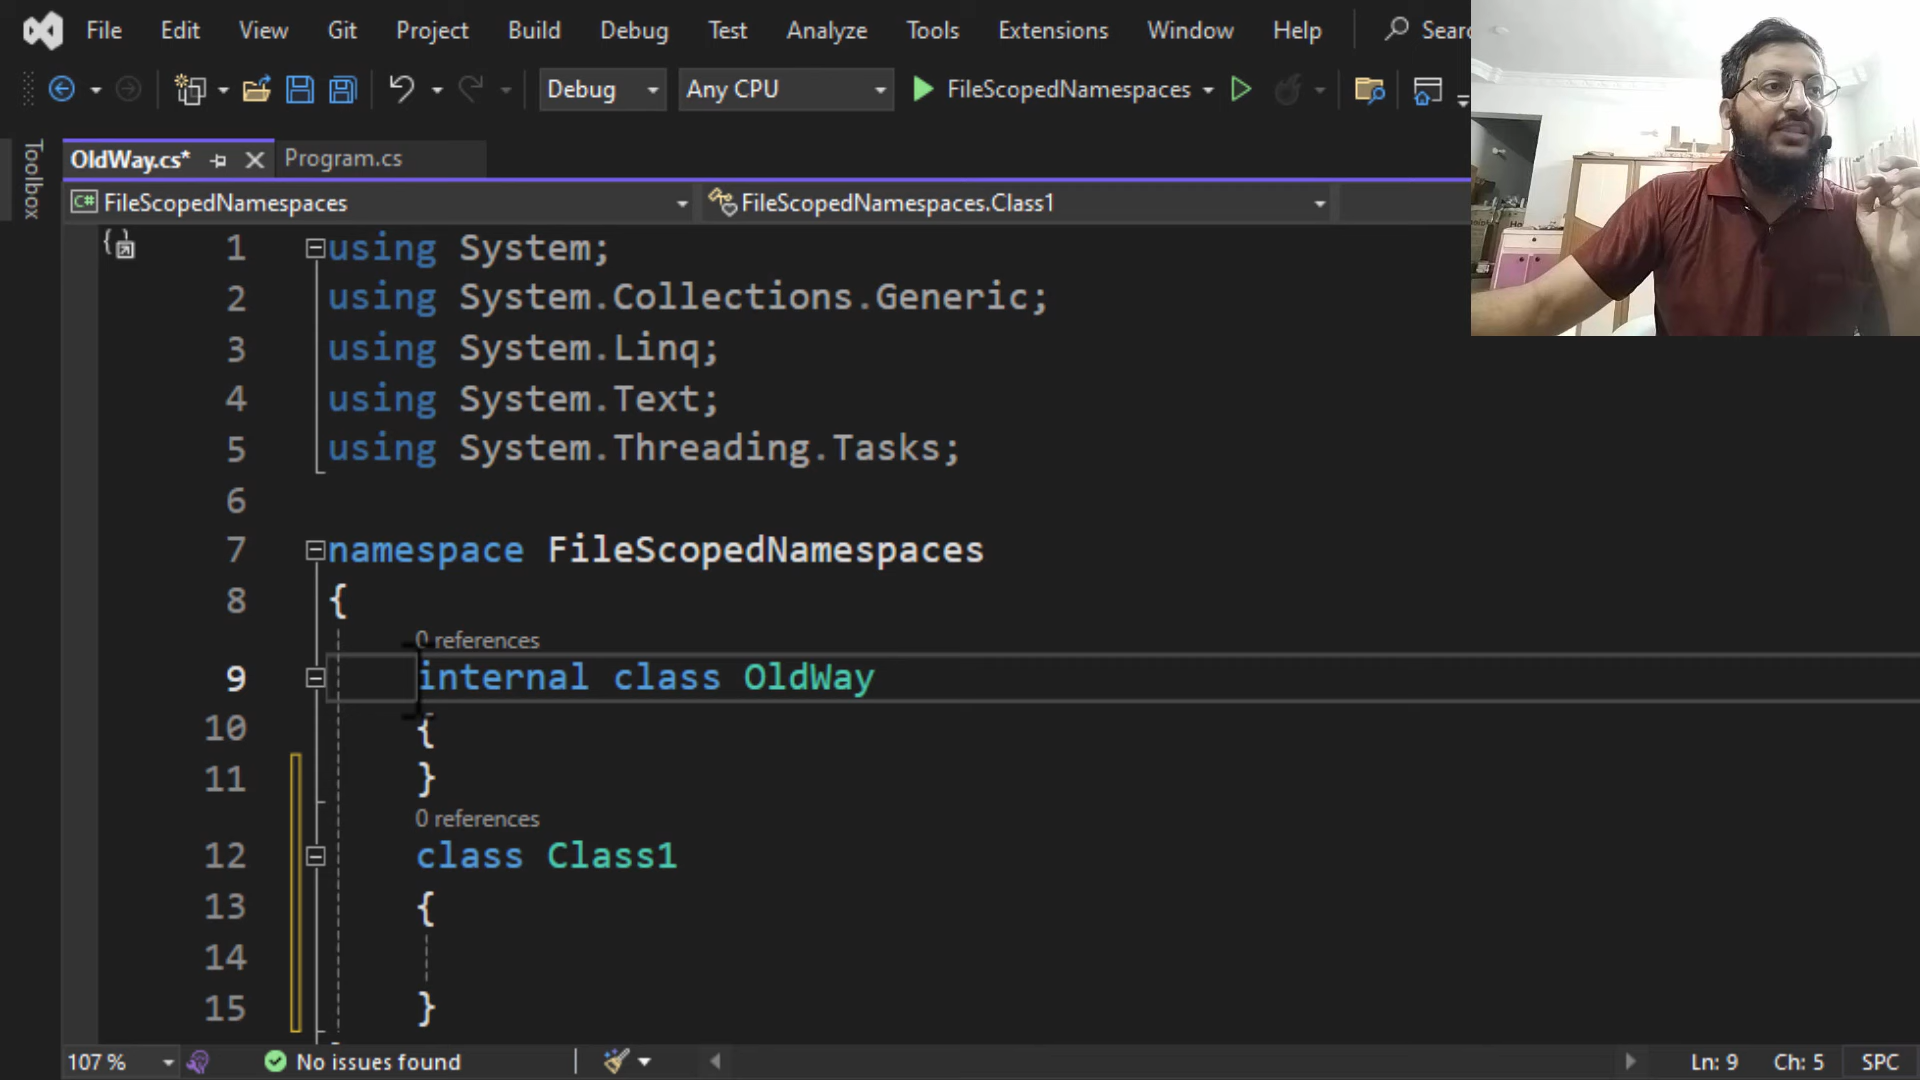 File Edit View Git Project Build Debug Test Analyze Tools Extensions Window Help Searc
Debug Any CPU FileScopedNamespaces
Toolbox
OldWay.cs* Program.cs
C# FileScopedNamespaces FileScopedNamespaces.Class1
1 using System;
2 using System.Collections.Generic;
3 using System.Linq;
4 using System.Text;
5 using System.Threading.Tasks;
6
7 namespace FileScopedNamespaces
8 {
0 references
9 internal class OldWay
10 {
11 }
0 references
12 class Class1
13 {
14
15 }
107 % No issues found Ln: 9 Ch: 5 SPC